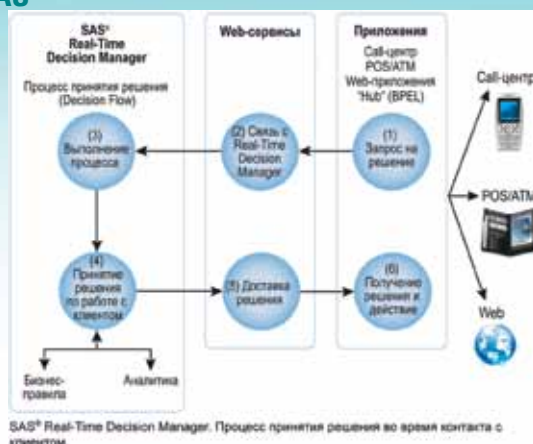 SAS®
Real-Time
Decision Manager
Процесс принятия решения
(Decision Flow)
(3)
Выполнение
процесса
(4)
Принятие
решения
по работе с
клиентом
Бизнес-
правила
Аналитика
Web-сервисы
(2) Связь с
Real-Time
Decision
Manager
(5) Доставка
решения
Приложения
Call-центр
POS/ATM
Web-приложения
"Hub" (BPEL)
(1)
Запрос на
решение
(6)
Получение
решения и
действие
Call-центр
POS/ATM
Web
SAS® Real-Time Decision Manager. Процесс принятия решения во время контакта с
клиентом